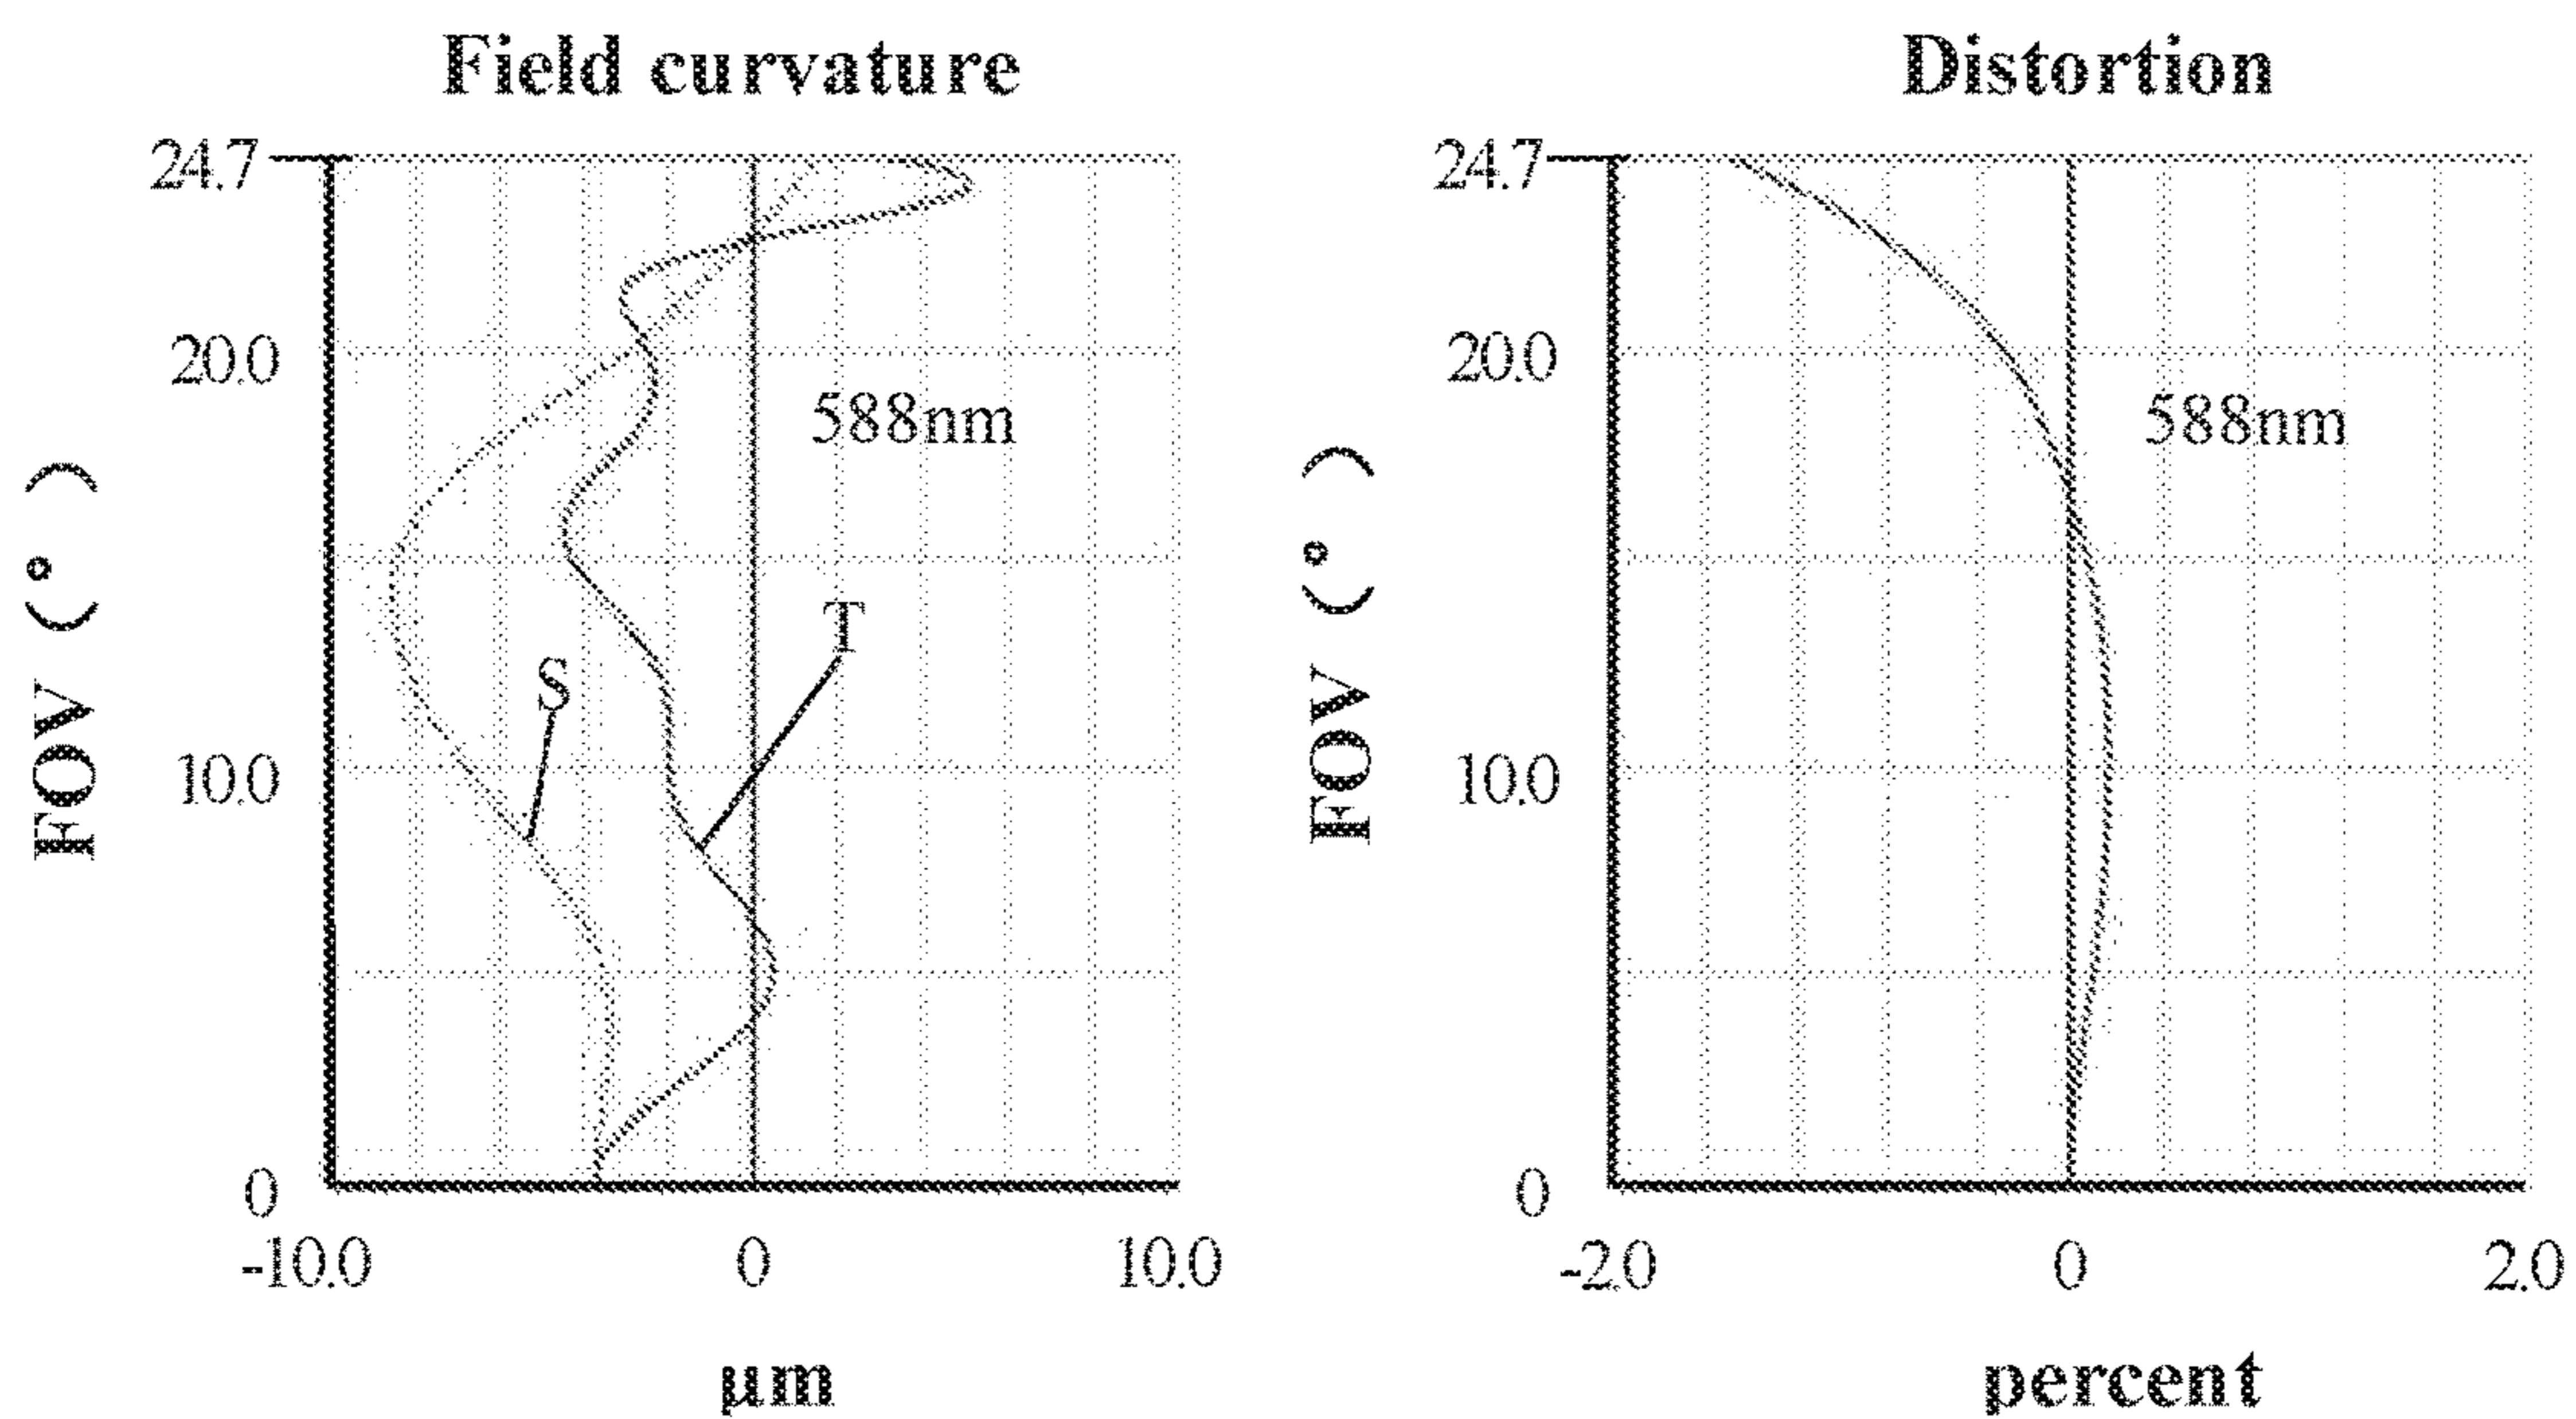 Field curvature
24.7
20.0
10.0
0
FOV (°)
588nm
S
T
-10.0 0 10.0
µm
Distortion
24.7
20.0
10.0
0
FOV (°)
588nm
-2.0 0 2.0
percent